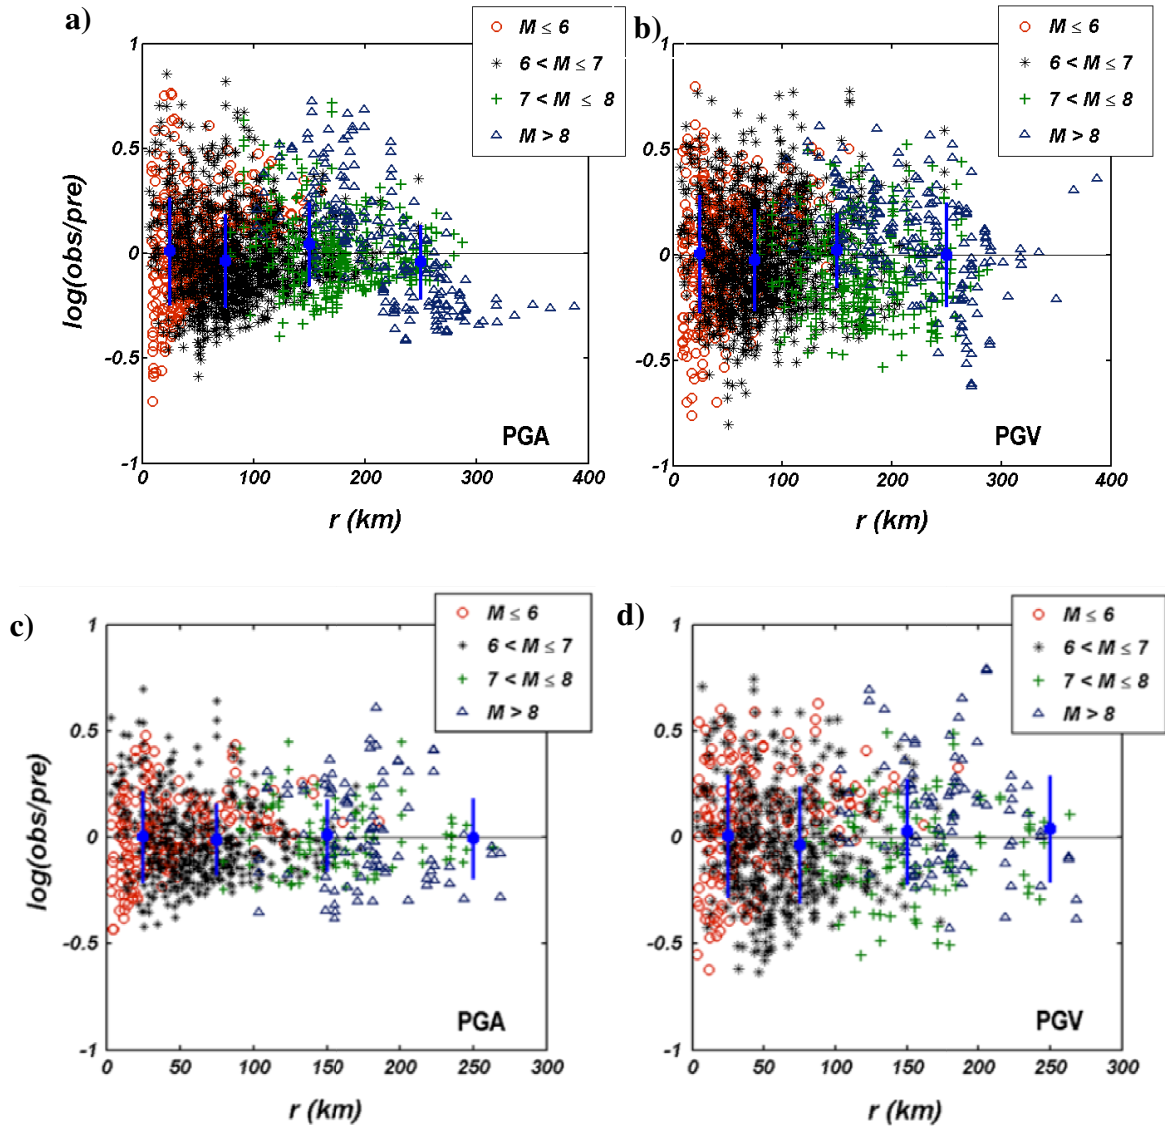 a)
M ≤ 6
6 < M ≤ 7
7 < M ≤ 8
M > 8
1
0.5
0
-0.5
-1
log(obs/pre)
PGA
0 100 200 300 400
r (km)
b)
M ≤ 6
6 < M ≤ 7
7 < M ≤ 8
M > 8
1
0.5
0
-0.5
-1
PGV
0 100 200 300 400
r (km)
c)
M ≤ 6
6 < M ≤ 7
7 < M ≤ 8
M > 8
1
0.5
0
-0.5
-1
log(obs/pre)
PGA
0 50 100 150 200 250 300
r (km)
d)
M ≤ 6
6 < M ≤ 7
7 < M ≤ 8
M > 8
1
0.5
0
-0.5
-1
PGV
0 50 100 150 200 250 300
r (km)